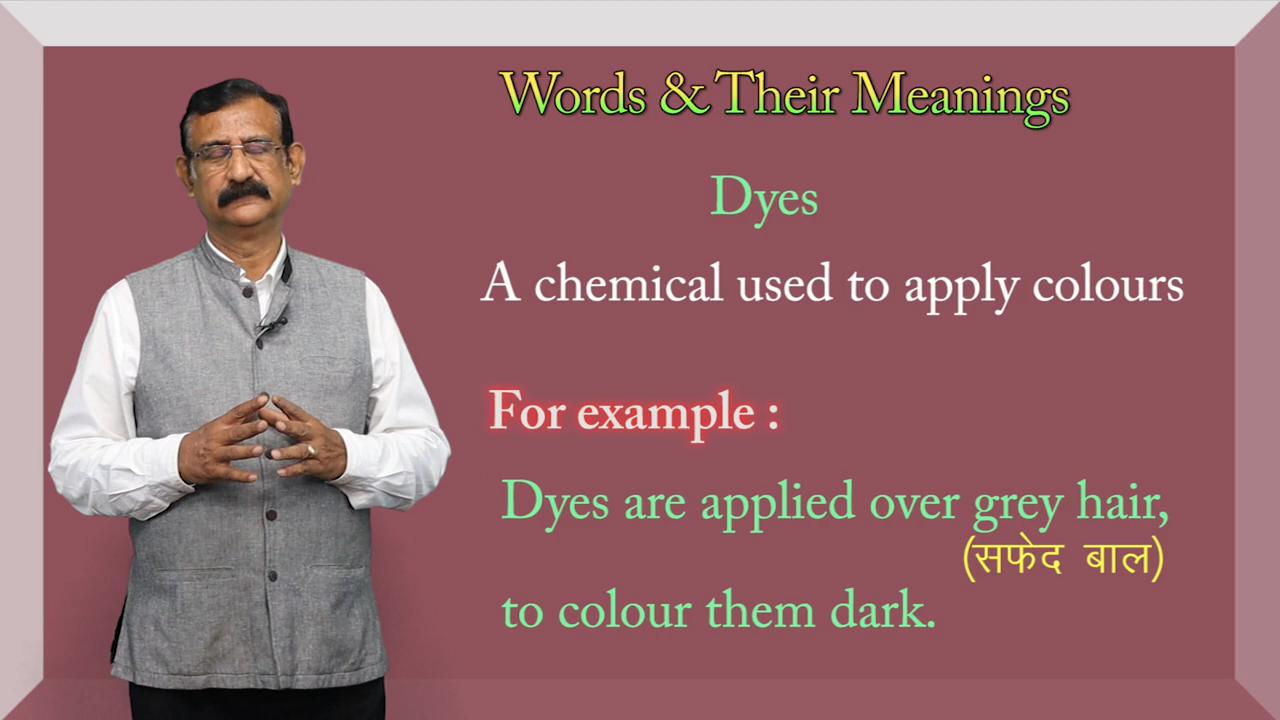 Words & Their Meanings
Dyes
A chemical used to apply colours
For example :
Dyes are applied over grey hair,
(सफेद बाल)
to colour them dark.